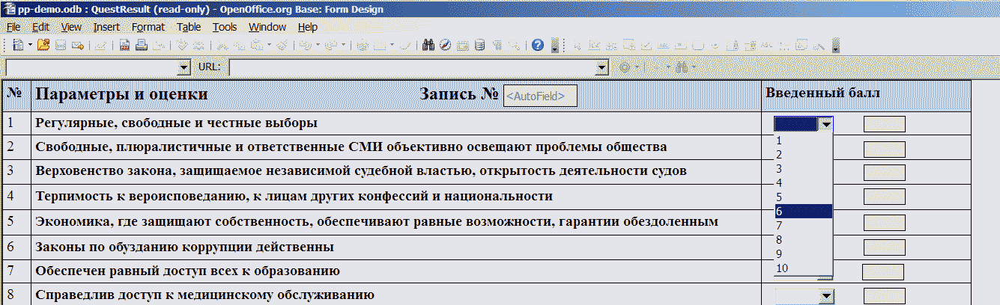 pp-demo.odb : QuestResult (read-only) - OpenOffice.org Base: Form Design
File Edit View Insert Format Table Tools Window Help
URL:
№ Параметры и оценки Запись № <AutoField> Введенный балл
1 Регулярные, свободные и честные выборы
2 Свободные, плюралистичные и ответственные СМИ объективно освещают проблемы общества
3 Верховенство закона, защищаемое независимой судебной властью, открытость деятельности судов
4 Терпимость к вероисповеданию, к лицам других конфессий и национальности
5 Экономика, где защищают собственность, обеспечивают равные возможности, гарантии обездоленным
6 Законы по обузданию коррупции действенны
7 Обеспечен равный доступ всех к образованию
8 Справедлив доступ к медицинскому обслуживанию
1
2
3
4
5
6
7
8
9
10